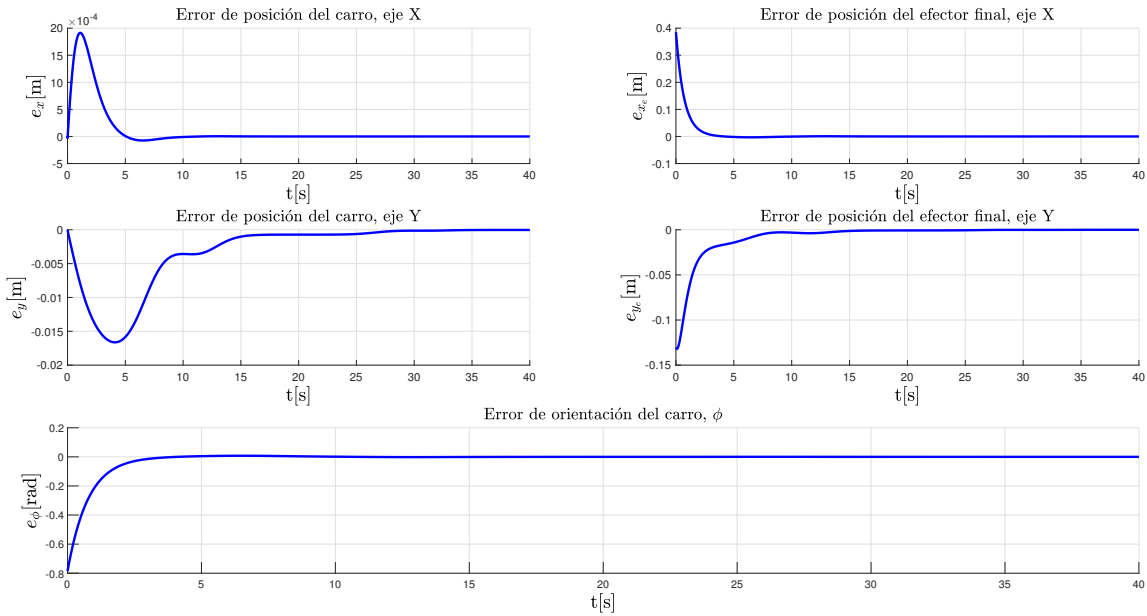 Error de posición del carro, eje X
×10⁻⁴
20
15
10
5
0
-5
e_x[m]
0 5 10 15 20 25 30 35 40
t[s]
Error de posición del efector final, eje X
0.4
0.3
0.2
0.1
0
-0.1
e_{x_e}[m]
0 5 10 15 20 25 30 35 40
t[s]
Error de posición del carro, eje Y
0
-0.005
-0.01
-0.015
-0.02
e_y[m]
0 5 10 15 20 25 30 35 40
t[s]
Error de posición del efector final, eje Y
0
-0.05
-0.1
-0.15
e_{y_e}[m]
0 5 10 15 20 25 30 35 40
t[s]
Error de orientación del carro, ϕ
0.2
0
-0.2
-0.4
-0.6
-0.8
e_ϕ[rad]
0 5 10 15 20 25 30 35 40
t[s]